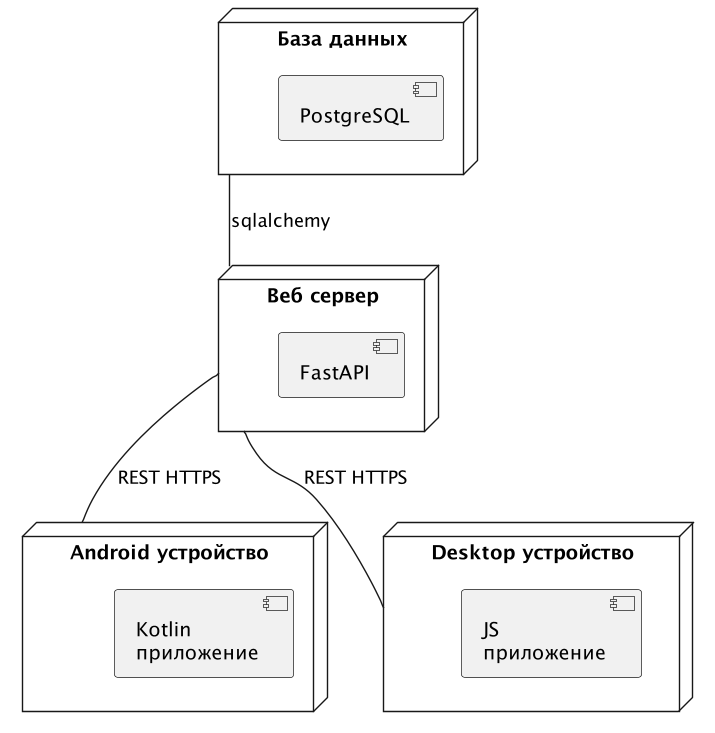 База данных
PostgreSQL
sqlalchemy
Веб сервер
FastAPI
REST HTTPS
REST HTTPS
Android устройство
Kotlin
приложение
Desktop устройство
JS
приложение